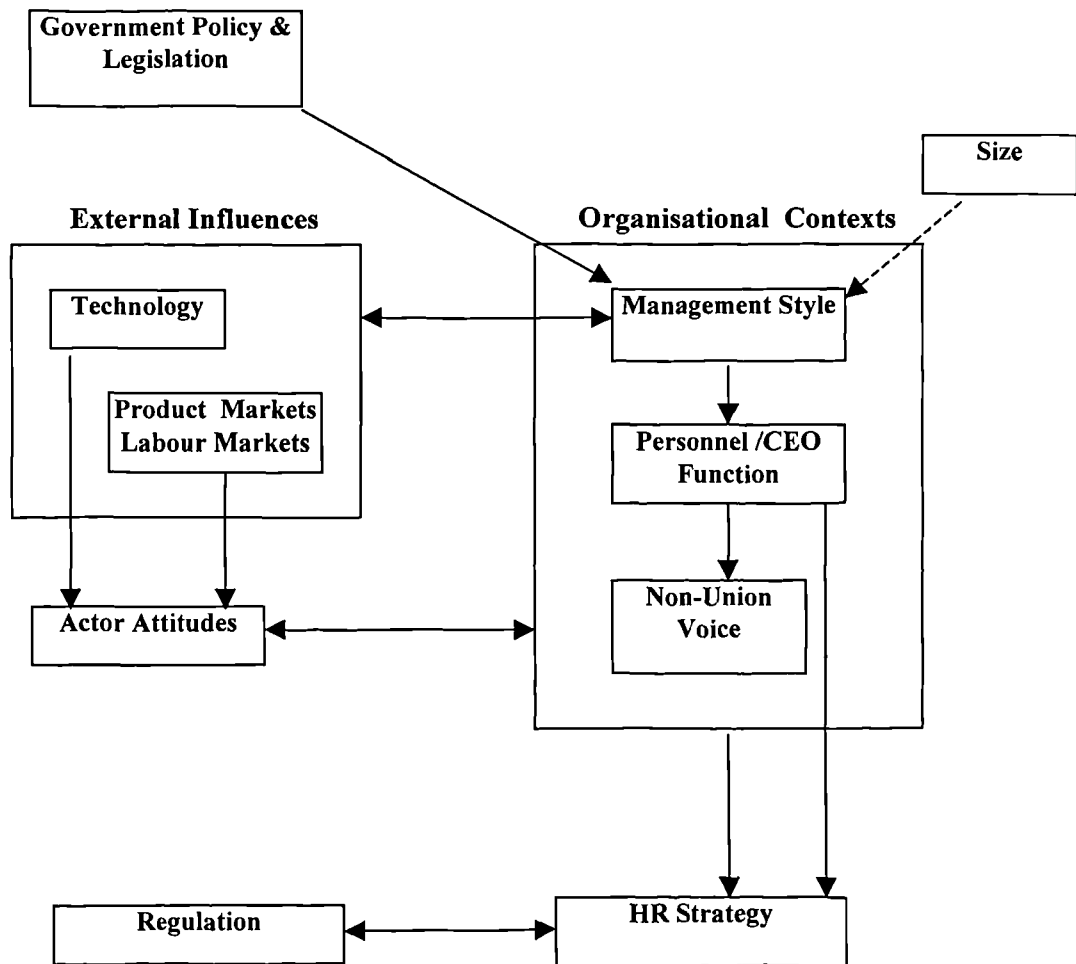 Government Policy &
Legislation
Size
External Influences
Organisational Contexts
Technology
Management Style
Product Markets
Labour Markets
Personnel /CEO
Function
Non-Union
Voice
Actor Attitudes
Regulation
HR Strategy